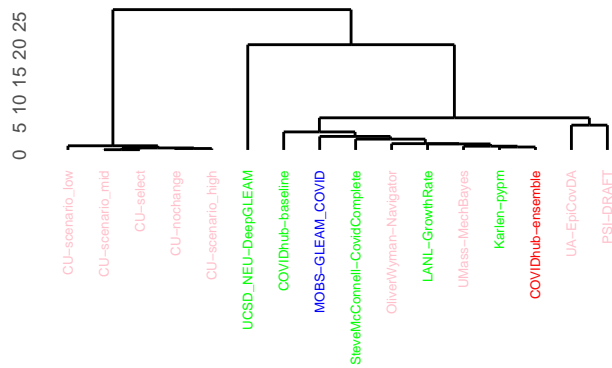 0 5 10 15 20 25
CU-scenario_low
CU-scenario_mid
CU-select
CU-nochange
CU-scenario_high
UCSD_NEU-DeepGLEAM
COVIDhub-baseline
MOBS-GLEAM_COVID
SteveMcConnell-CovidComplete
OliverWyman-Navigator
LANL-GrowthRate
UMass-MechBayes
Karlen-pypm
COVIDhub-ensemble
UA-EpiCovDA
PSI-DRAFT